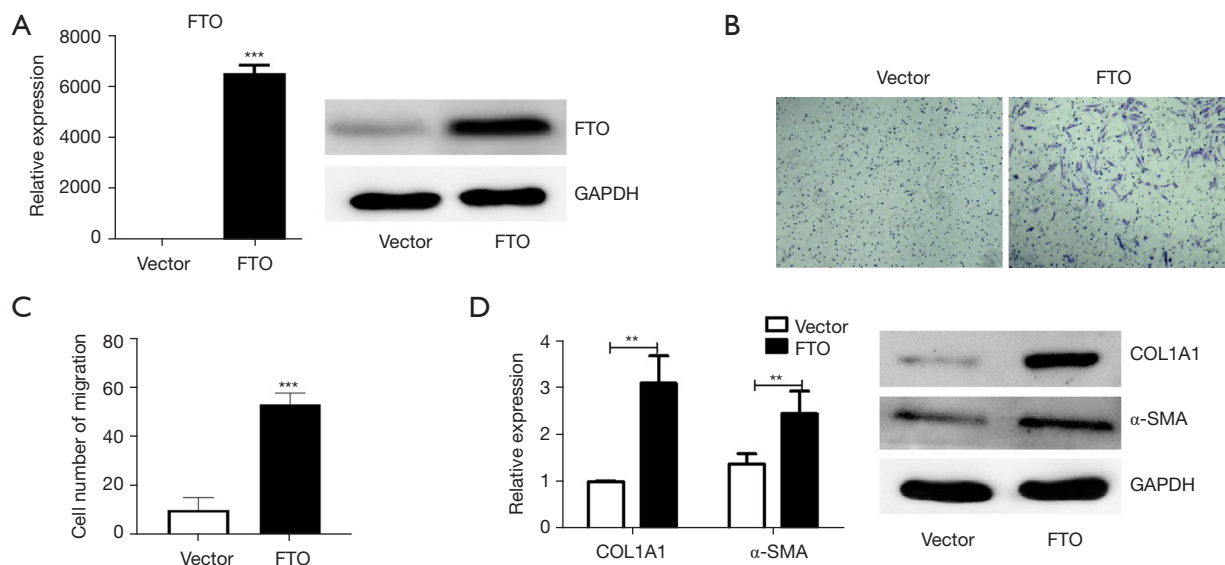 A
FTO
Relative expression
8000
6000
4000
2000
0
***
Vector
FTO
FTO
GAPDH
Vector
FTO
B
Vector
FTO
C
Cell number of migration
80
60
40
20
0
***
Vector
FTO
D
Vector
FTO
Relative expression
4
3
2
1
0
**
**
COL1A1
α-SMA
COL1A1
α-SMA
GAPDH
Vector
FTO